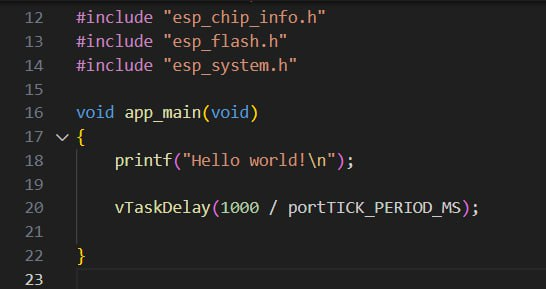 12 #include "esp_chip_info.h"
13 #include "esp_flash.h"
14 #include "esp_system.h"
15
16 void app_main(void)
17 {
18     printf("Hello world!\n");
19
20     vTaskDelay(1000 / portTICK_PERIOD_MS);
21
22 }
23